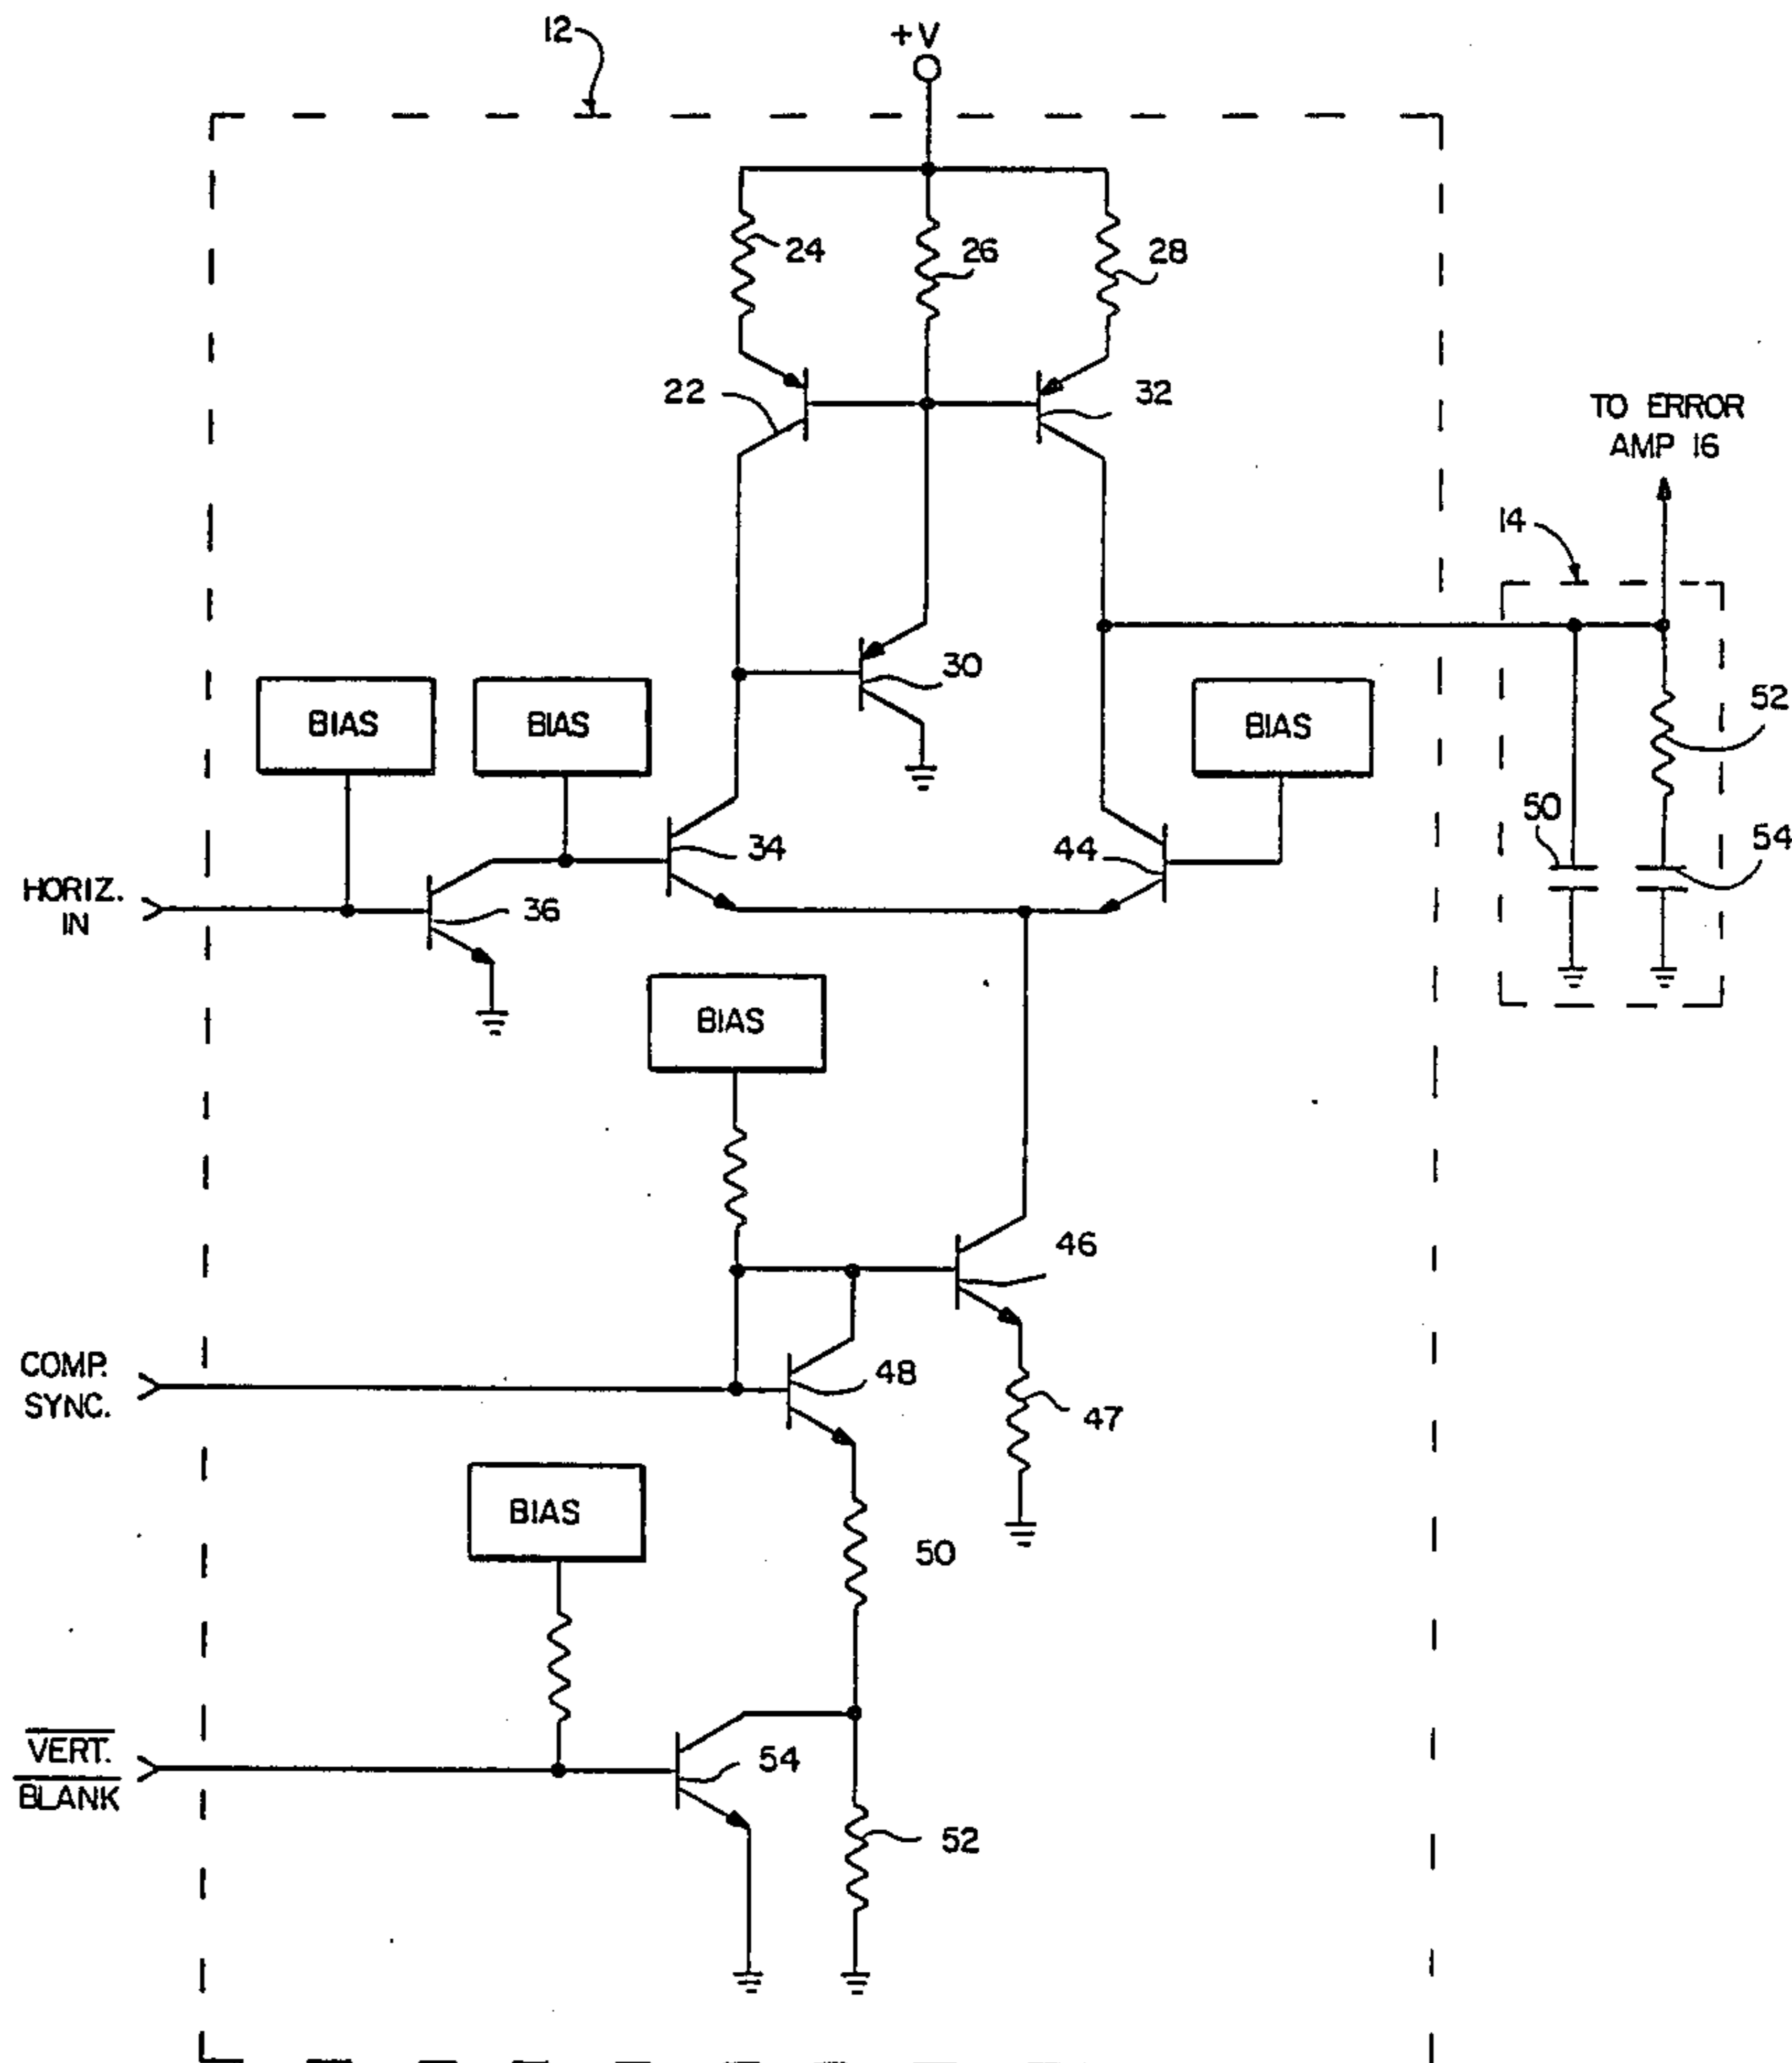 12
+V
24
26
28
22
32
TO ERROR
AMP 16
14
30
BIAS
BIAS
BIAS
52
50
34
44
54
HORIZ.
IN
36
BIAS
46
COMP.
SYNC.
48
47
BIAS
50
VERT.
BLANK
54
52